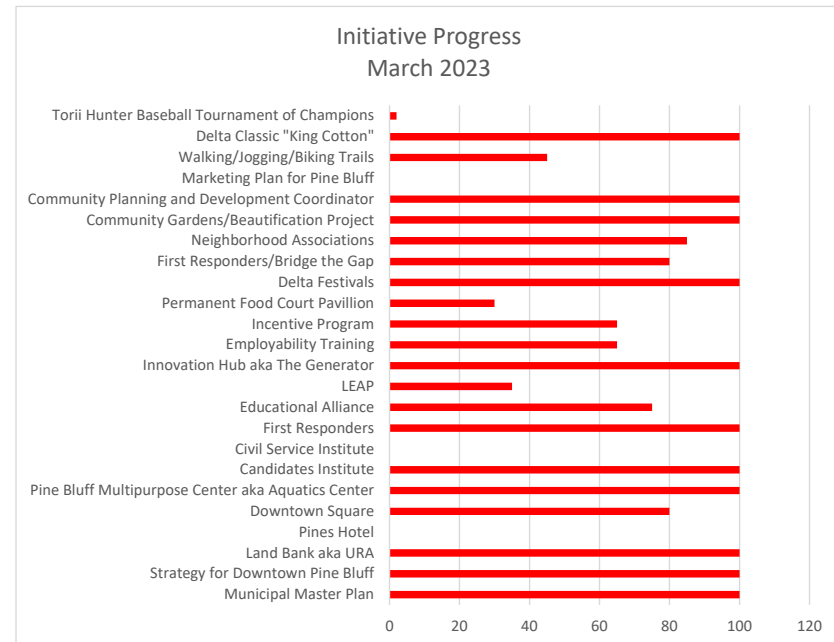 Initiative Progress
March 2023
Torii Hunter Baseball Tournament of Champions
Delta Classic "King Cotton"
Walking/Jogging/Biking Trails
Marketing Plan for Pine Bluff
Community Planning and Development Coordinator
Community Gardens/Beautification Project
Neighborhood Associations
First Responders/Bridge the Gap
Delta Festivals
Permanent Food Court Pavillion
Incentive Program
Employability Training
Innovation Hub aka The Generator
LEAP
Educational Alliance
First Responders
Civil Service Institute
Candidates Institute
Pine Bluff Multipurpose Center aka Aquatics Center
Downtown Square
Pines Hotel
Land Bank aka URA
Strategy for Downtown Pine Bluff
Municipal Master Plan
0 20 40 60 80 100 120